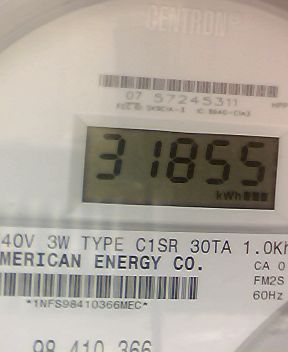 CENTRON®
07 57245311
31855
kWh
40V 3W TYPE C1SR 30TA 1.0Kh
MERICAN ENERGY CO.
CA 0
FM2S
60Hz
*1NFS98410366MEC*
98 410 366